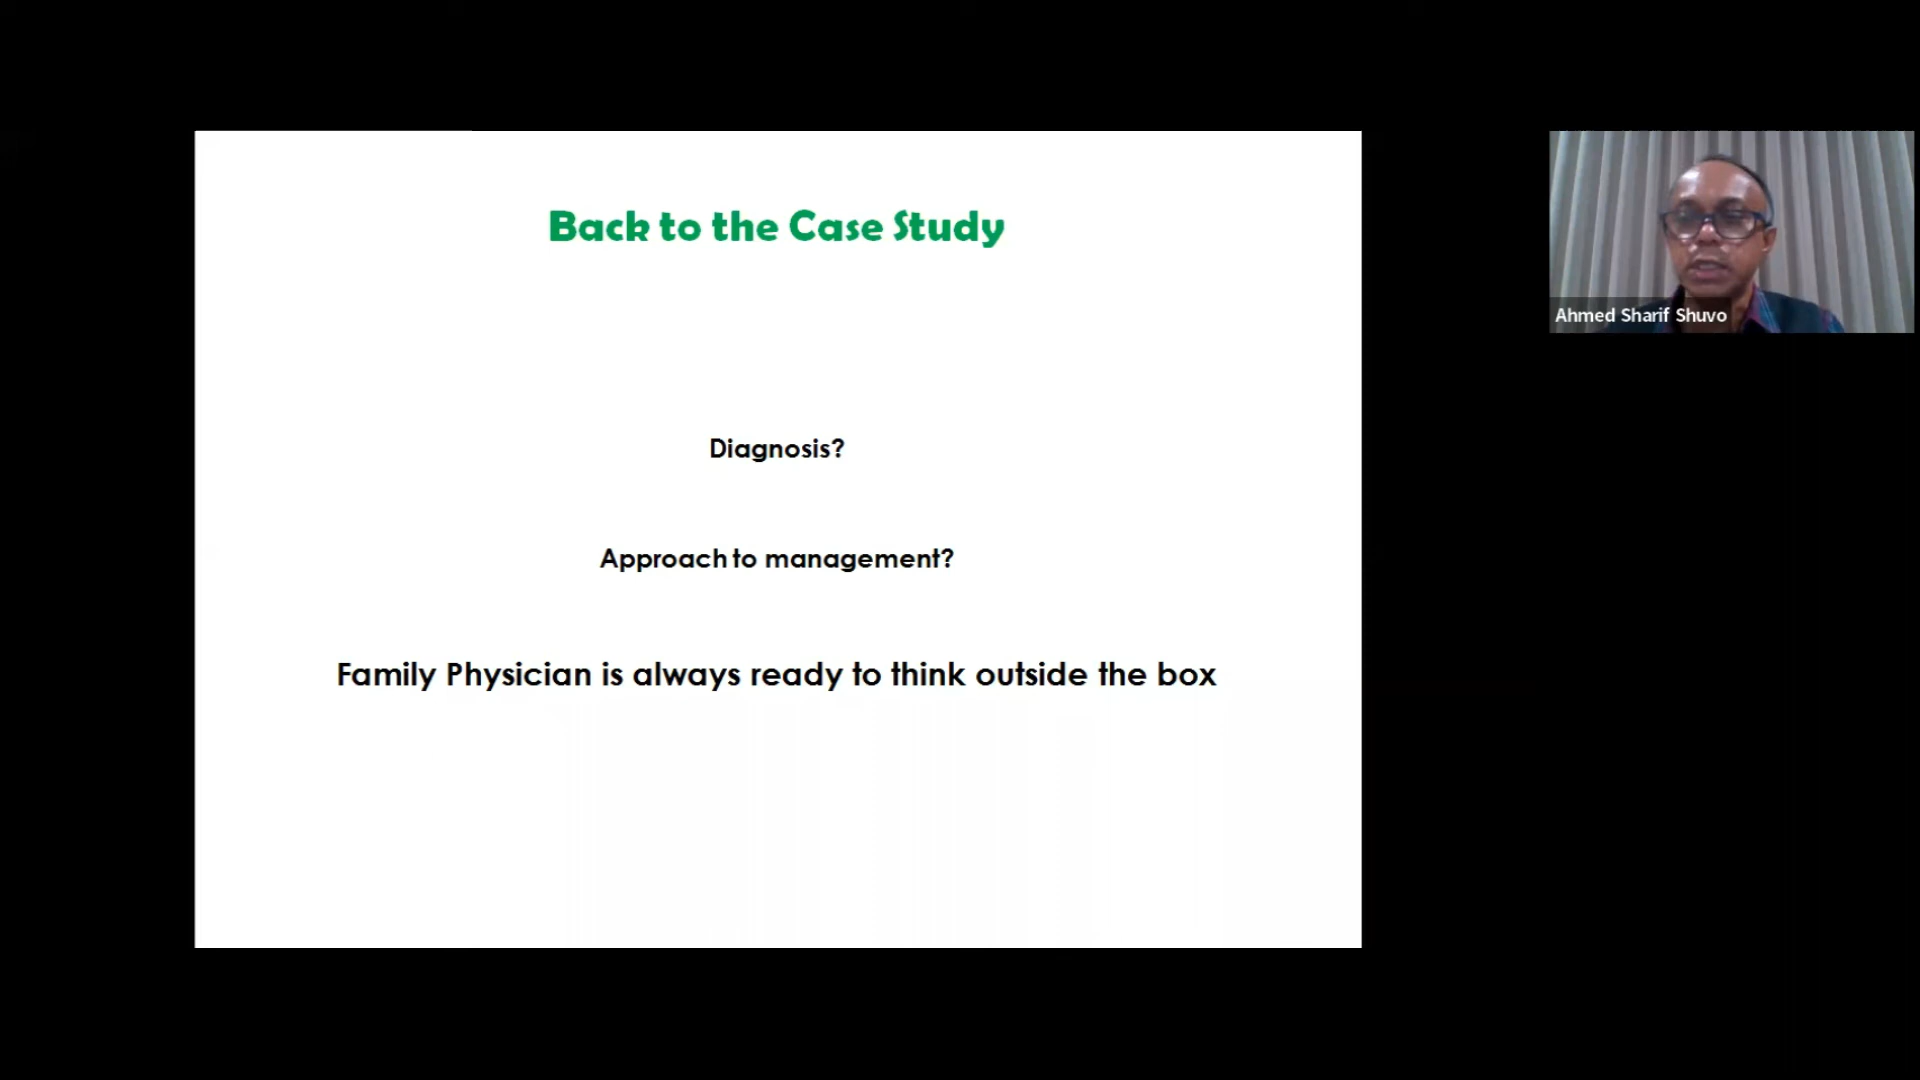 Back to the Case Study
Diagnosis?
Approach to management?
Family Physician is always ready to think outside the box
Ahmed Sharif Shuvo